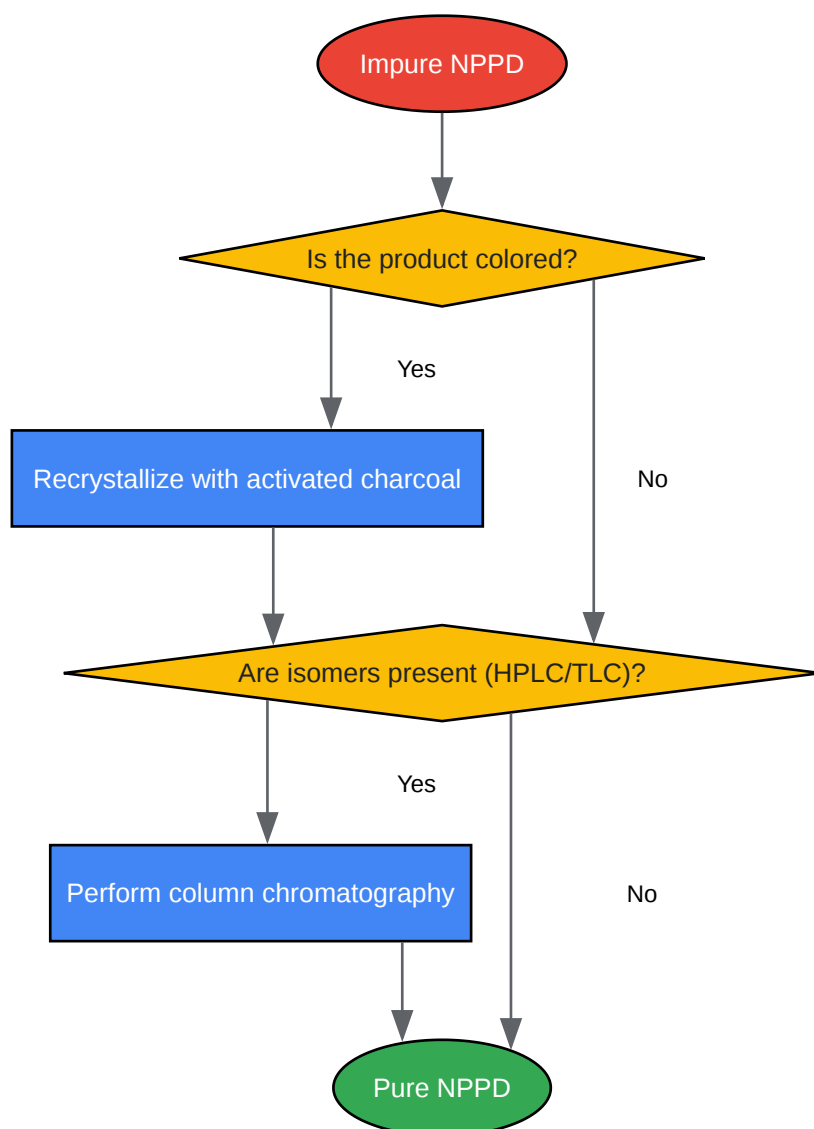 Impure NPPD
Is the product colored?
Yes
Recrystallize with activated charcoal
No
Are isomers present (HPLC/TLC)?
Yes
Perform column chromatography
No
Pure NPPD